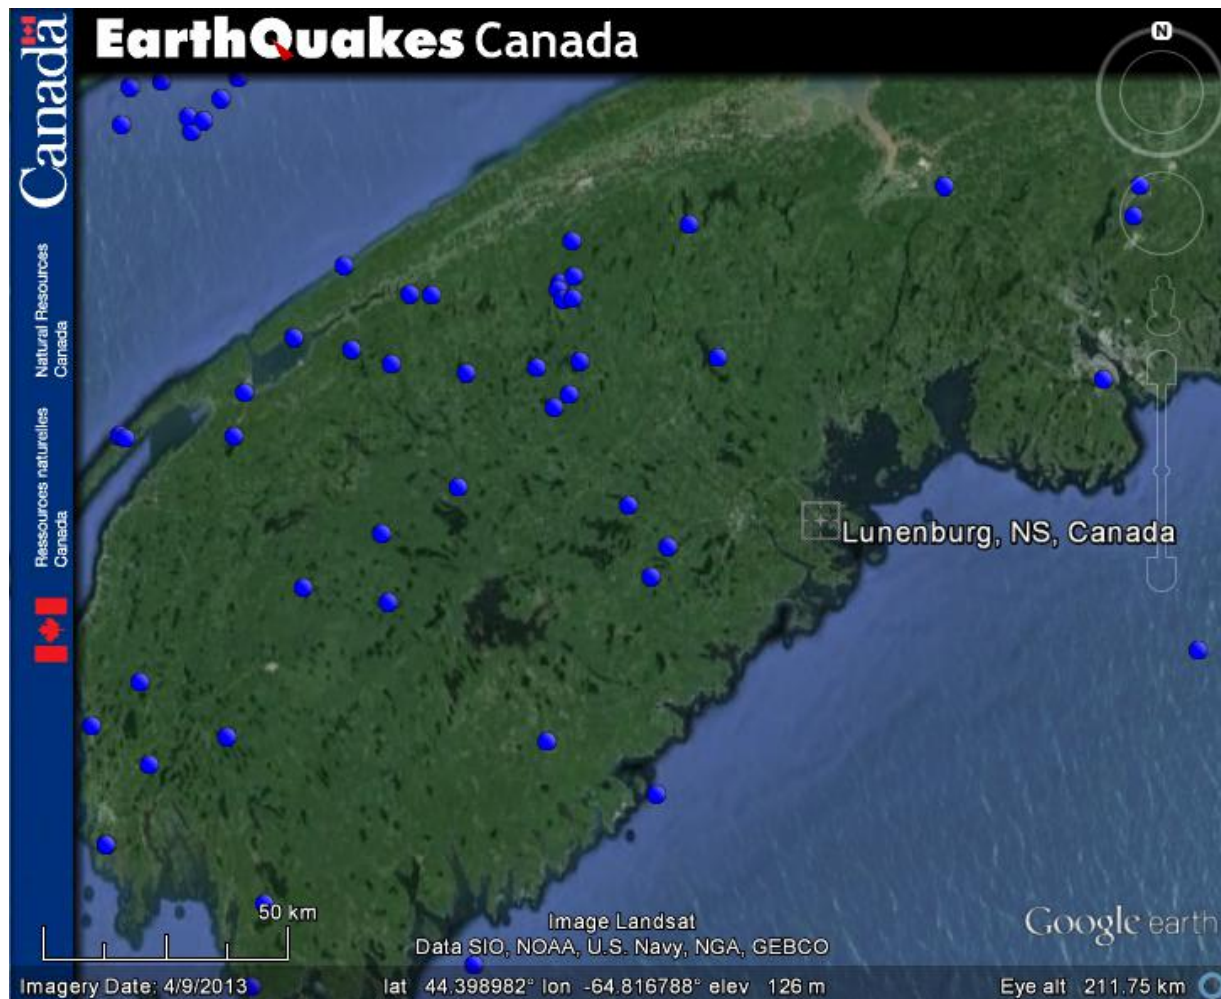 EarthQuakes Canada
N
Canada
Natural Resources
Canada
Ressources naturelles
Canada
Lunenburg, NS, Canada
50 km
Image Landsat
Data SIO, NOAA, U.S. Navy, NGA, GEBCO
Google earth
Imagery Date: 4/9/2013 lat 44.398982° lon -64.816788° elev 126 m Eye alt 211.75 km